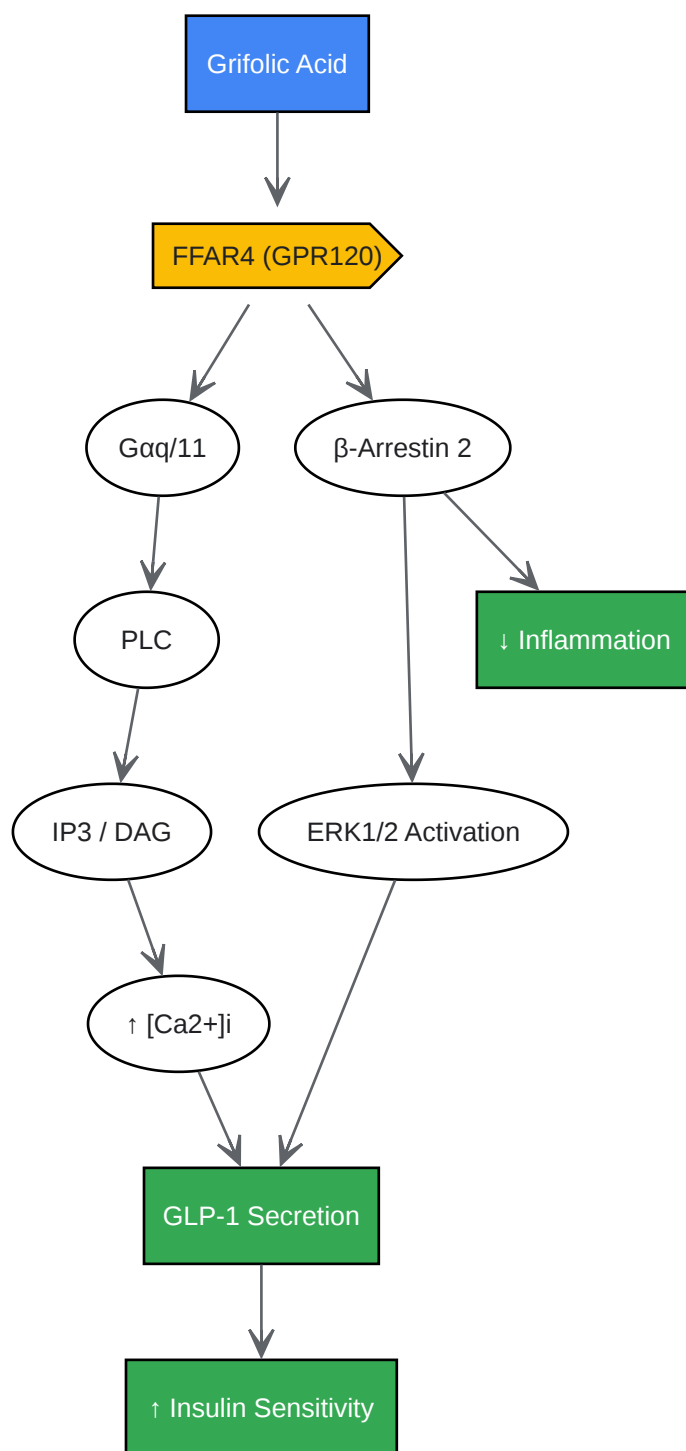 Grifolic Acid
FFAR4 (GPR120)
Gαq/11
β-Arrestin 2
PLC
↓ Inflammation
IP3 / DAG
ERK1/2 Activation
↑ [Ca2+]i
GLP-1 Secretion
↑ Insulin Sensitivity